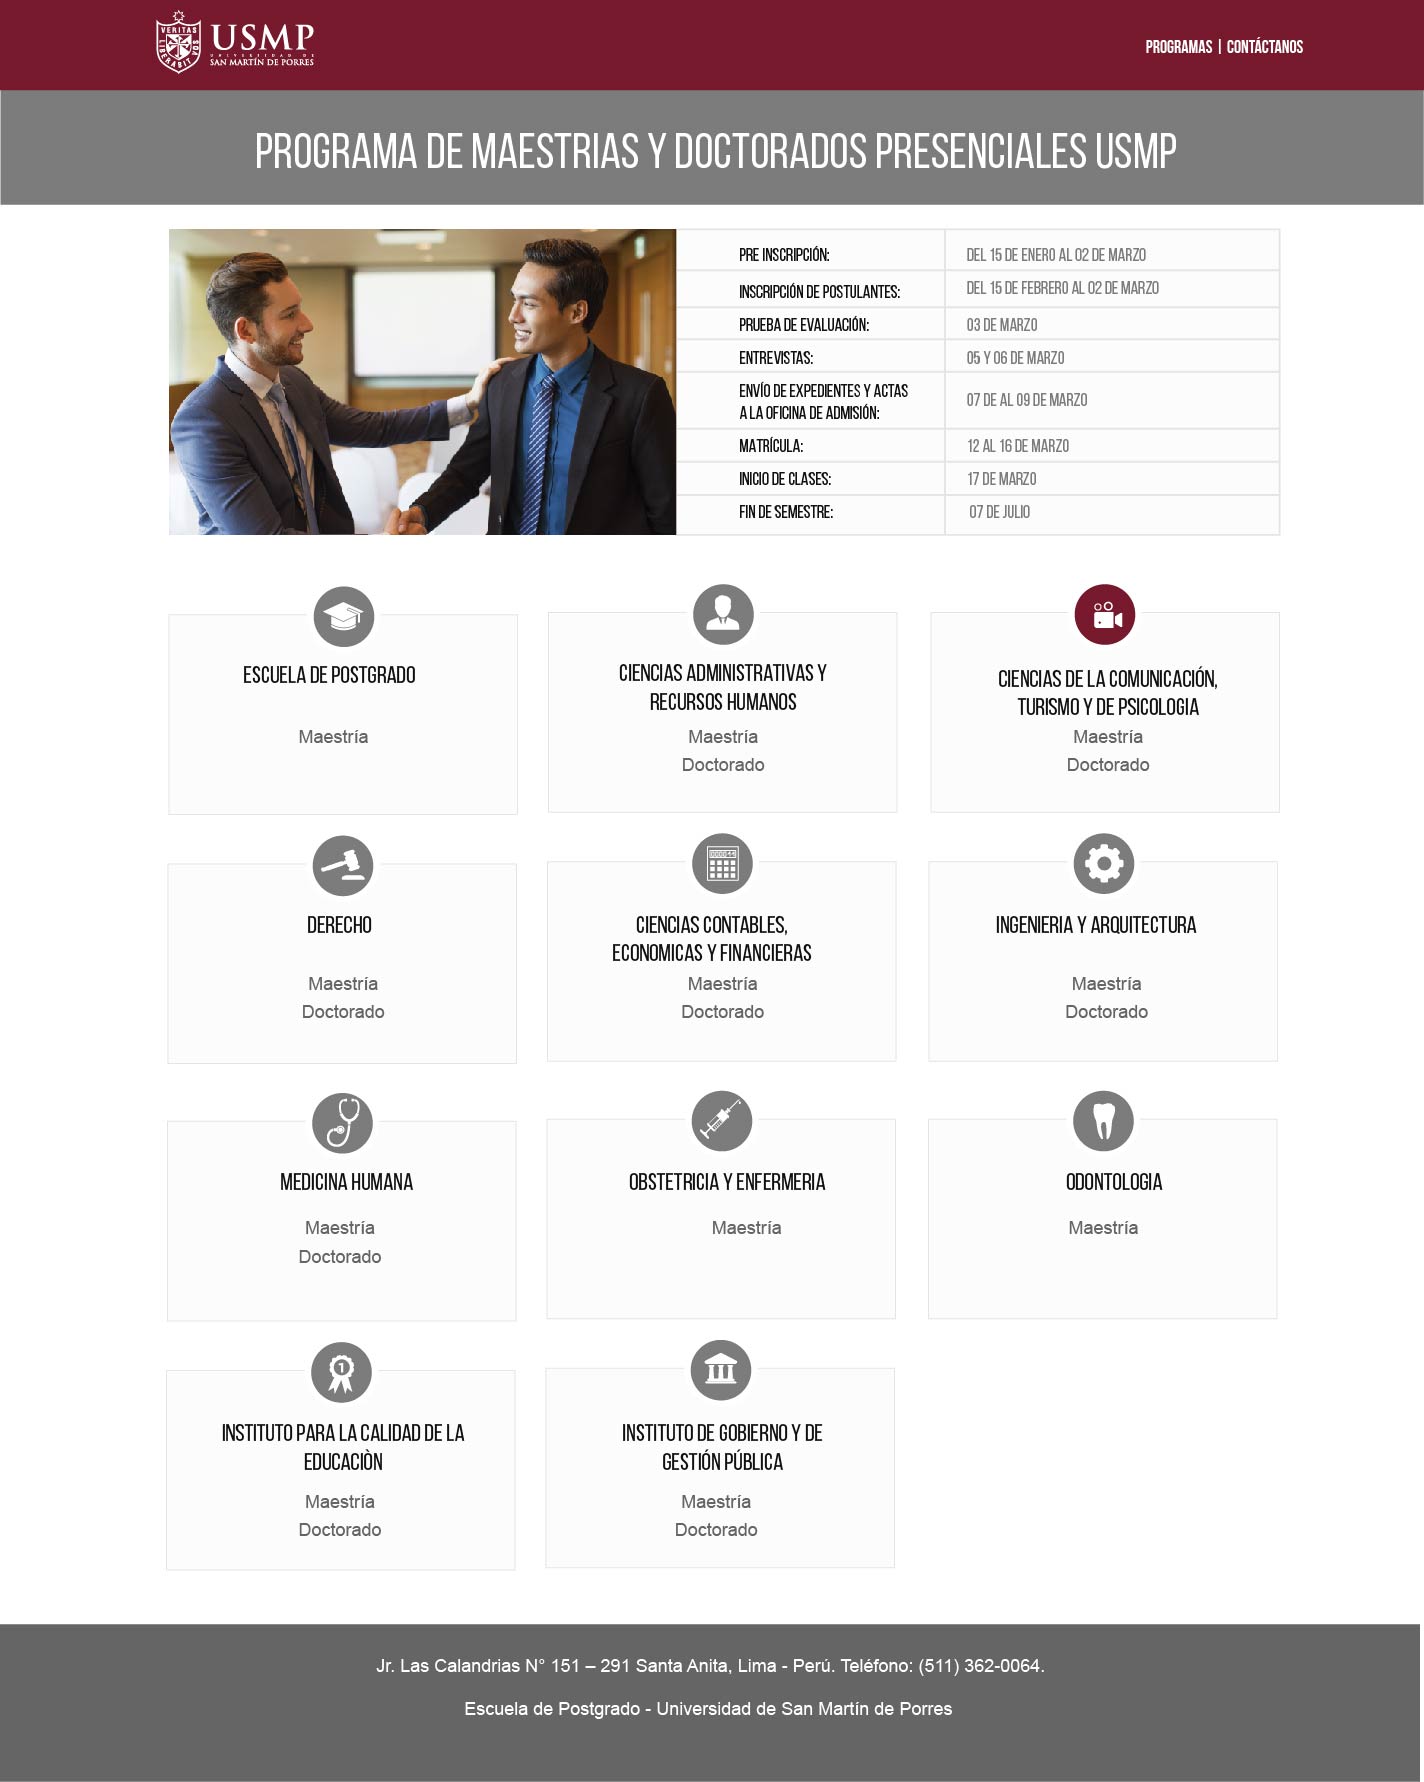 VERITAS
LIBERABIT
VOS
USMP
UNIVERSIDAD DE
SAN MARTÍN DE PORRES
PROGRAMAS | CONTÁCTANOS
PROGRAMA DE MAESTRIAS Y DOCTORADOS PRESENCIALES USMP
PRE INSCRIPCIÓN: DEL 15 DE ENERO AL 02 DE MARZO
INSCRIPCIÓN DE POSTULANTES: DEL 15 DE FEBRERO AL 02 DE MARZO
PRUEBA DE EVALUACIÓN: 03 DE MARZO
ENTREVISTAS: 05 Y 06 DE MARZO
ENVÍO DE EXPEDIENTES Y ACTAS
A LA OFICINA DE ADMISIÓN: 07 DE AL 09 DE MARZO
MATRÍCULA: 12 AL 16 DE MARZO
INICIO DE CLASES: 17 DE MARZO
FIN DE SEMESTRE: 07 DE JULIO
ESCUELA DE POSTGRADO
Maestría
CIENCIAS ADMINISTRATIVAS Y
RECURSOS HUMANOS
Maestría
Doctorado
CIENCIAS DE LA COMUNICACIÓN,
TURISMO Y DE PSICOLOGIA
Maestría
Doctorado
DERECHO
Maestría
Doctorado
CIENCIAS CONTABLES,
ECONOMICAS Y FINANCIERAS
Maestría
Doctorado
INGENIERIA Y ARQUITECTURA
Maestría
Doctorado
MEDICINA HUMANA
Maestría
Doctorado
OBSTETRICIA Y ENFERMERIA
Maestría
ODONTOLOGIA
Maestría
1
INSTITUTO PARA LA CALIDAD DE LA
EDUCACIÒN
Maestría
Doctorado
INSTITUTO DE GOBIERNO Y DE
GESTIÓN PÚBLICA
Maestría
Doctorado
Jr. Las Calandrias N° 151 – 291 Santa Anita, Lima - Perú. Teléfono: (511) 362-0064.
Escuela de Postgrado - Universidad de San Martín de Porres